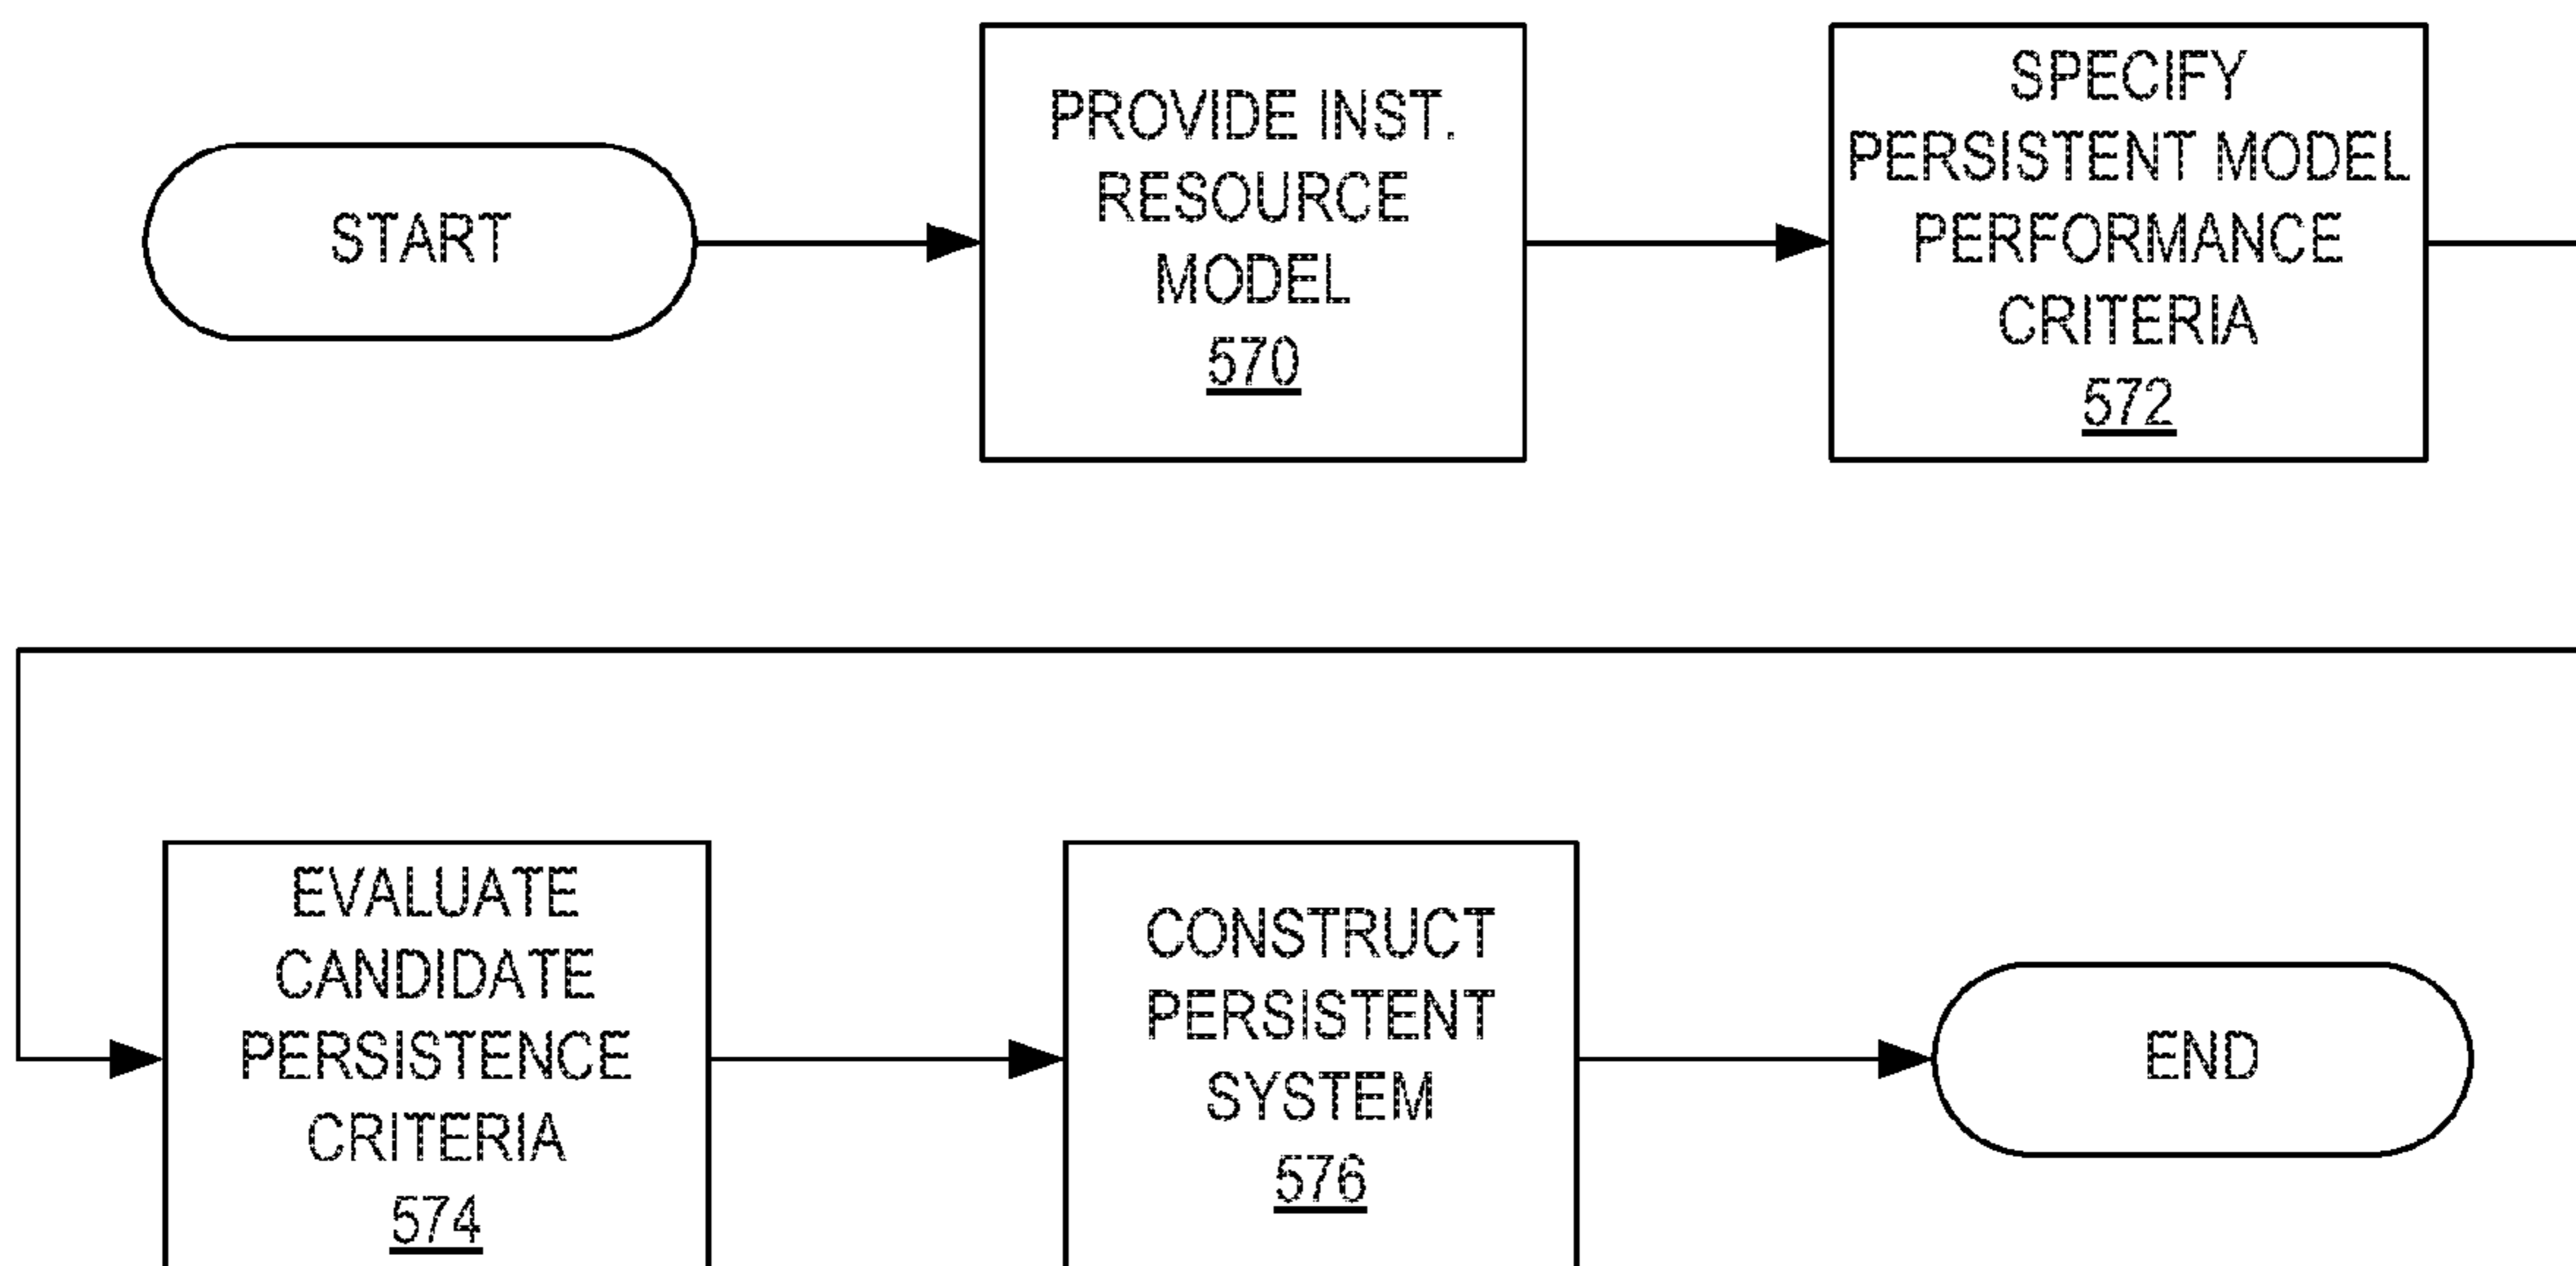 START
PROVIDE INST.
RESOURCE
MODEL
570
SPECIFY
PERSISTENT MODEL
PERFORMANCE
CRITERIA
572
EVALUATE
CANDIDATE
PERSISTENCE
CRITERIA
574
CONSTRUCT
PERSISTENT
SYSTEM
576
END